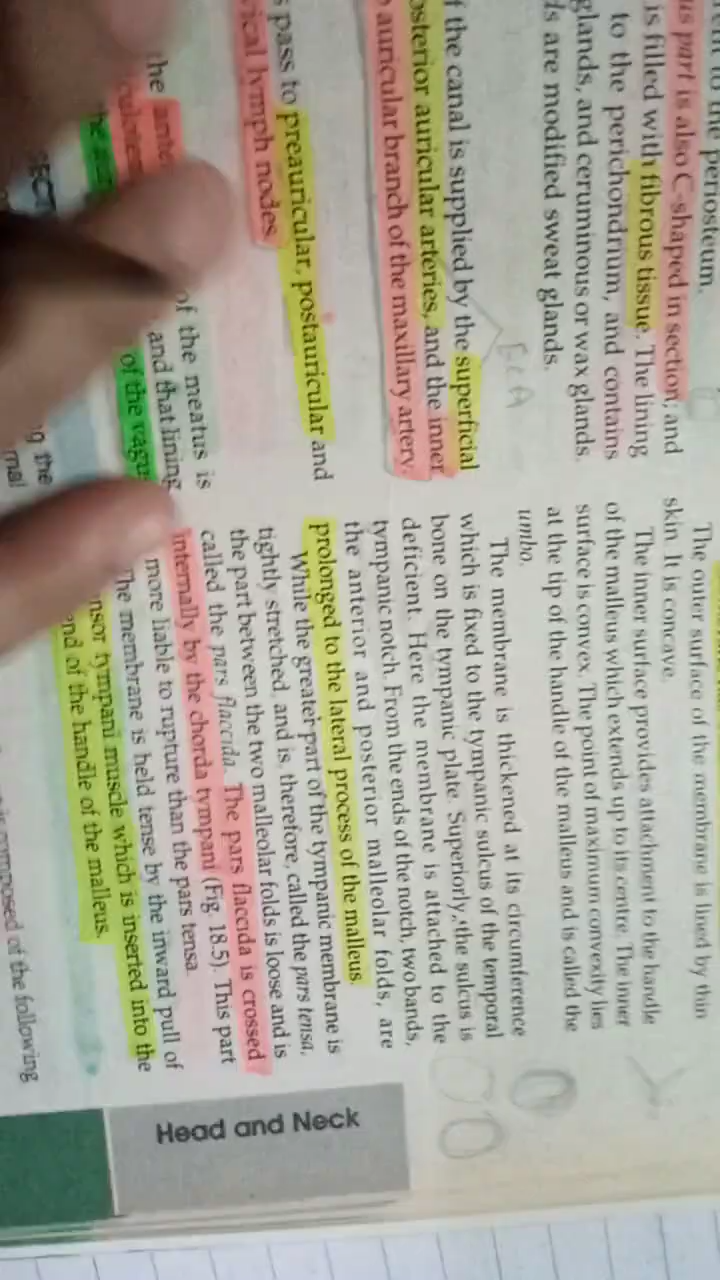 the periosteum.
us part is also C-shaped in section; and
is filled with fibrous tissue. The lining
to the perichondrium, and contains
glands, and ceruminous or wax glands.
ds are modified sweat glands.
f the canal is supplied by the superficial
osterior auricular arteries, and the inner
auricular branch of the maxillary artery.
ECA
s pass to preauricular, postauricular and
vical lymph nodes.
the
of the meatus is
and that lining
of the vagu
SECT
g the
mal
The outer surface of the membrane is lined by thin
skin. It is concave.
The inner surface provides attachment to the handle
of the malleus which extends up to its centre. The inner
surface is convex. The point of maximum convexity lies
at the tip of the handle of the malleus and is called the
umbo.
The membrane is thickened at its circumference
which is fixed to the tympanic sulcus of the temporal
bone on the tympanic plate. Superiorly, the sulcus is
deficient. Here the membrane is attached to the
tympanic notch. From the ends of the notch, two bands,
the anterior and posterior malleolar folds, are
prolonged to the lateral process of the malleus.
While the greater part of the tympanic membrane is
tightly stretched and is, therefore, called the pars tensa,
the part between the two malleolar folds is loose and is
called the pars flaccida. The pars flaccida is crossed
internally by the chorda tympani (Fig. 18.5). This part
more liable to rupture than the pars tensa.
The membrane is held tense by the inward pull of
nsor tympani muscle which is inserted into the
end of the handle of the malleus.
composed of the following
Head and Neck